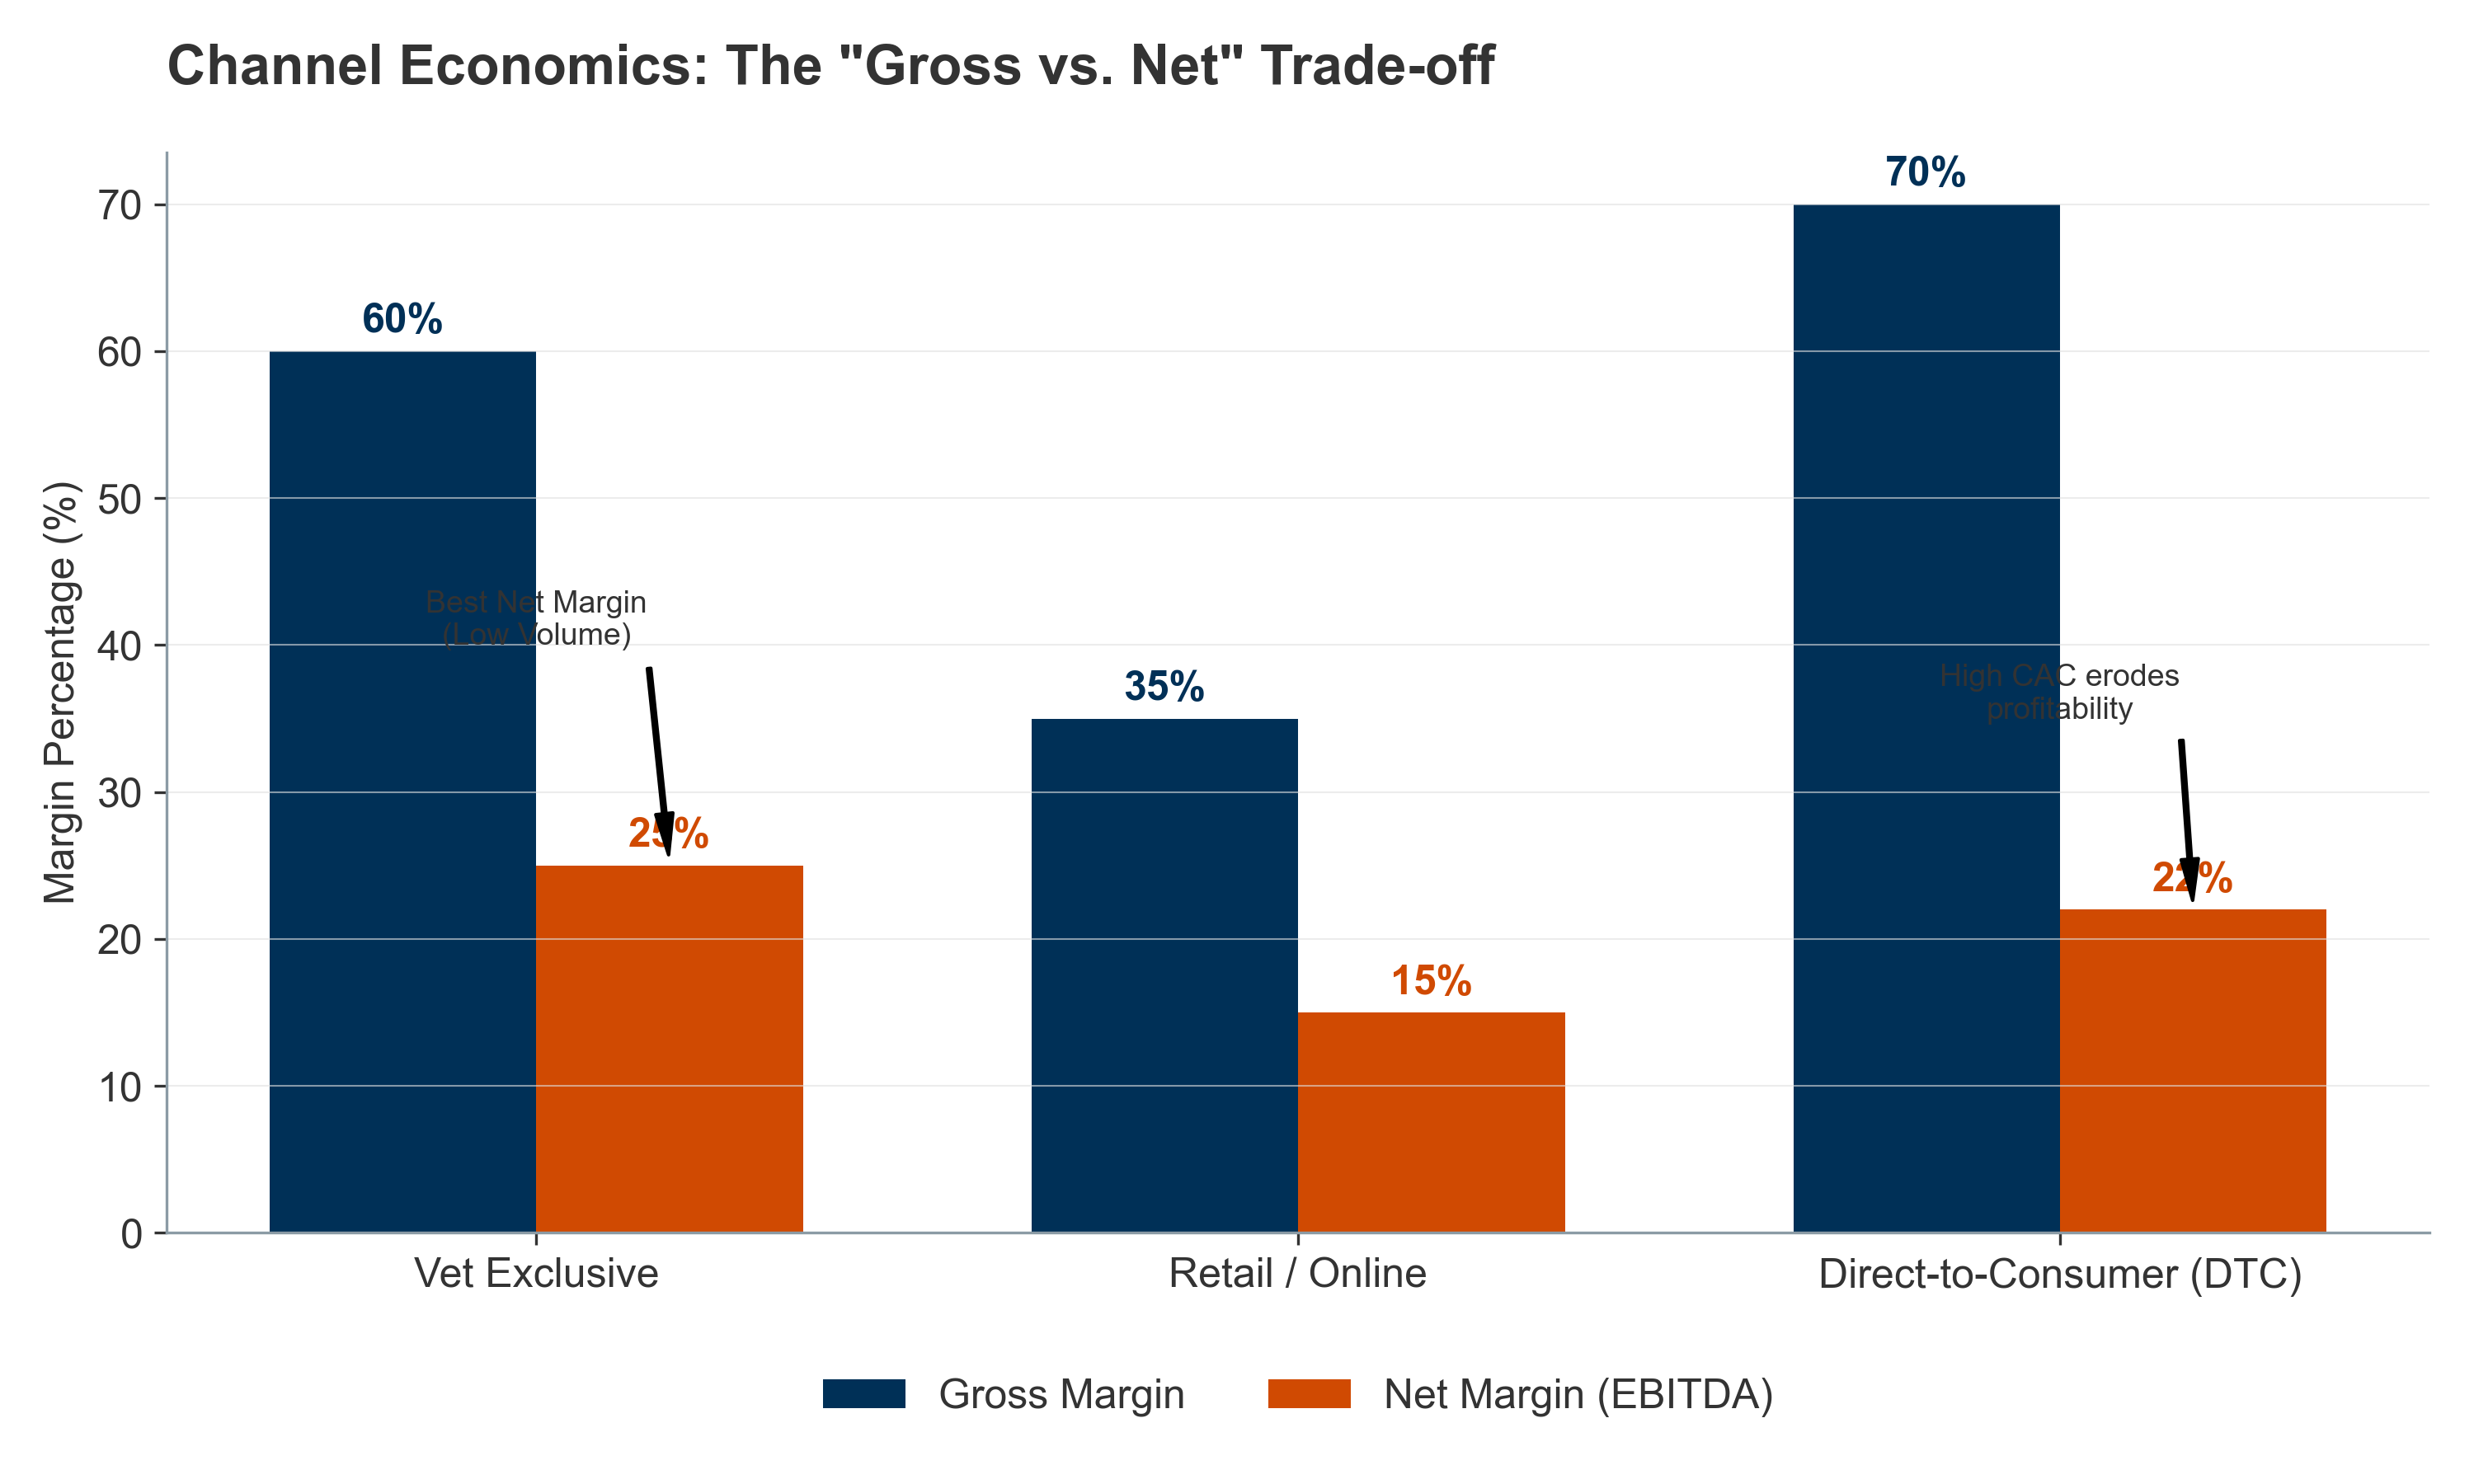 Channel Economics: The "Gross vs. Net" Trade-off
Margin Percentage (%)
70
60
50
40
30
20
10
0
60%
25%
Best Net Margin
(Low Volume)
35%
15%
70%
22%
High CAC erodes
profitability
Vet Exclusive
Retail / Online
Direct-to-Consumer (DTC)
Gross Margin
Net Margin (EBITDA)